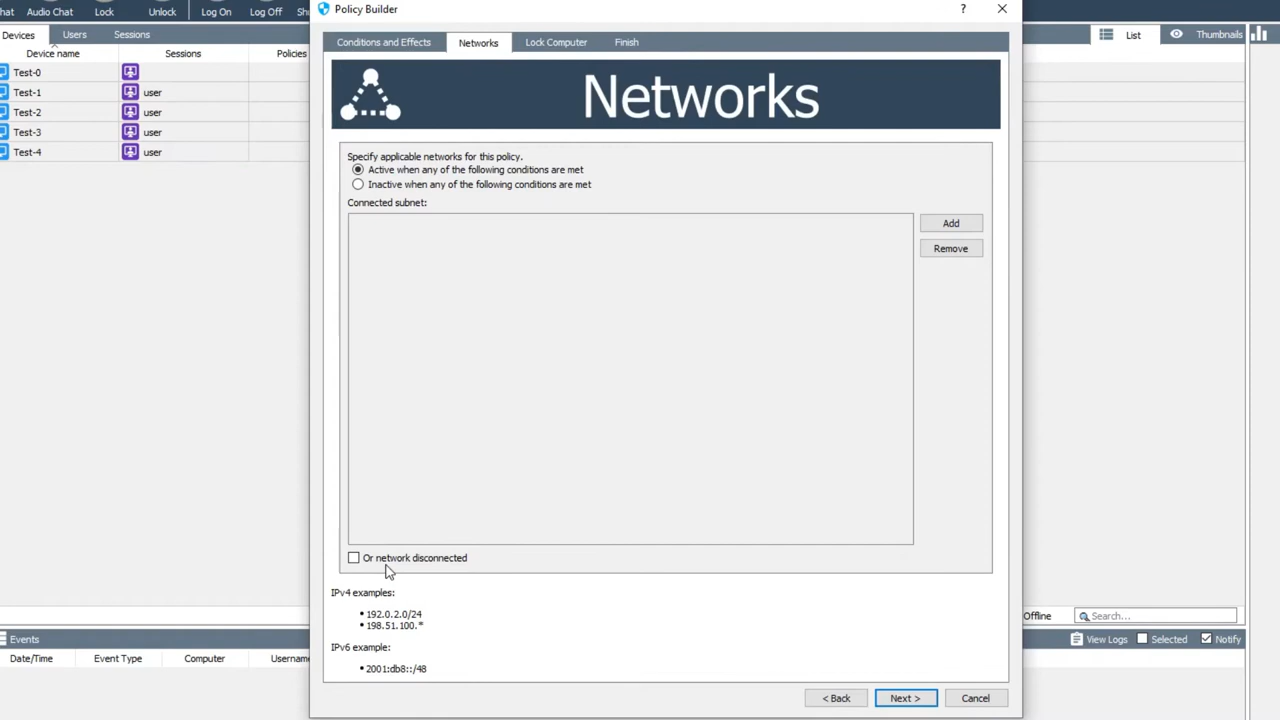 Policy Builder
?
hat
Audio Chat
Lock
Unlock
Log On
Log Off
Devices
Users
Sessions
List
Thumbnails
Device name
Sessions
Policies
Test-0
Test-1
user
Test-2
user
Test-3
user
Test-4
user
Conditions and Effects
Networks
Lock Computer
Finish
Networks
Specify applicable networks for this policy.
Active when any of the following conditions are met
Inactive when any of the following conditions are met
Connected subnet:
Add
Remove
Or network disconnected
IPv4 examples:
• 192.0.2.0/24
• 198.51.100.*
IPv6 example:
• 2001:db8::/48
< Back
Next >
Cancel
Offline
Search...
Events
View Logs
Selected
Notify
Date/Time
Event Type
Computer
Usernam